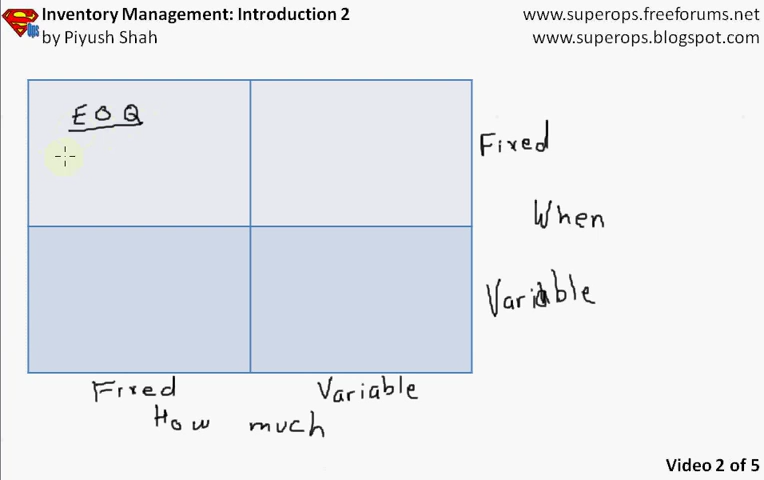 Inventory Management: Introduction 2
www.superops.freeforums.net
by Piyush Shah
www.superops.blogspot.com
S
Ops
EOQ
Fixed
When
Variable
Fixed
Variable
How much
Video 2 of 5